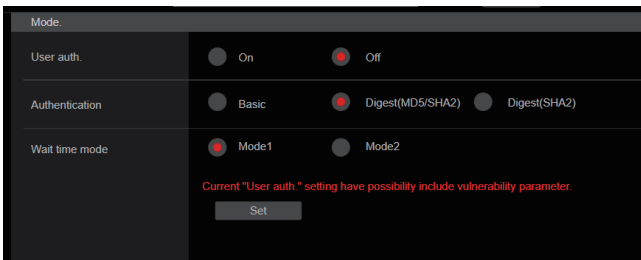 Mode.
User auth. On Off
Authentication Basic Digest(MD5/SHA2) Digest(SHA2)
Wait time mode Mode1 Mode2
Current "User auth." setting have possibility include vulnerability parameter.
Set